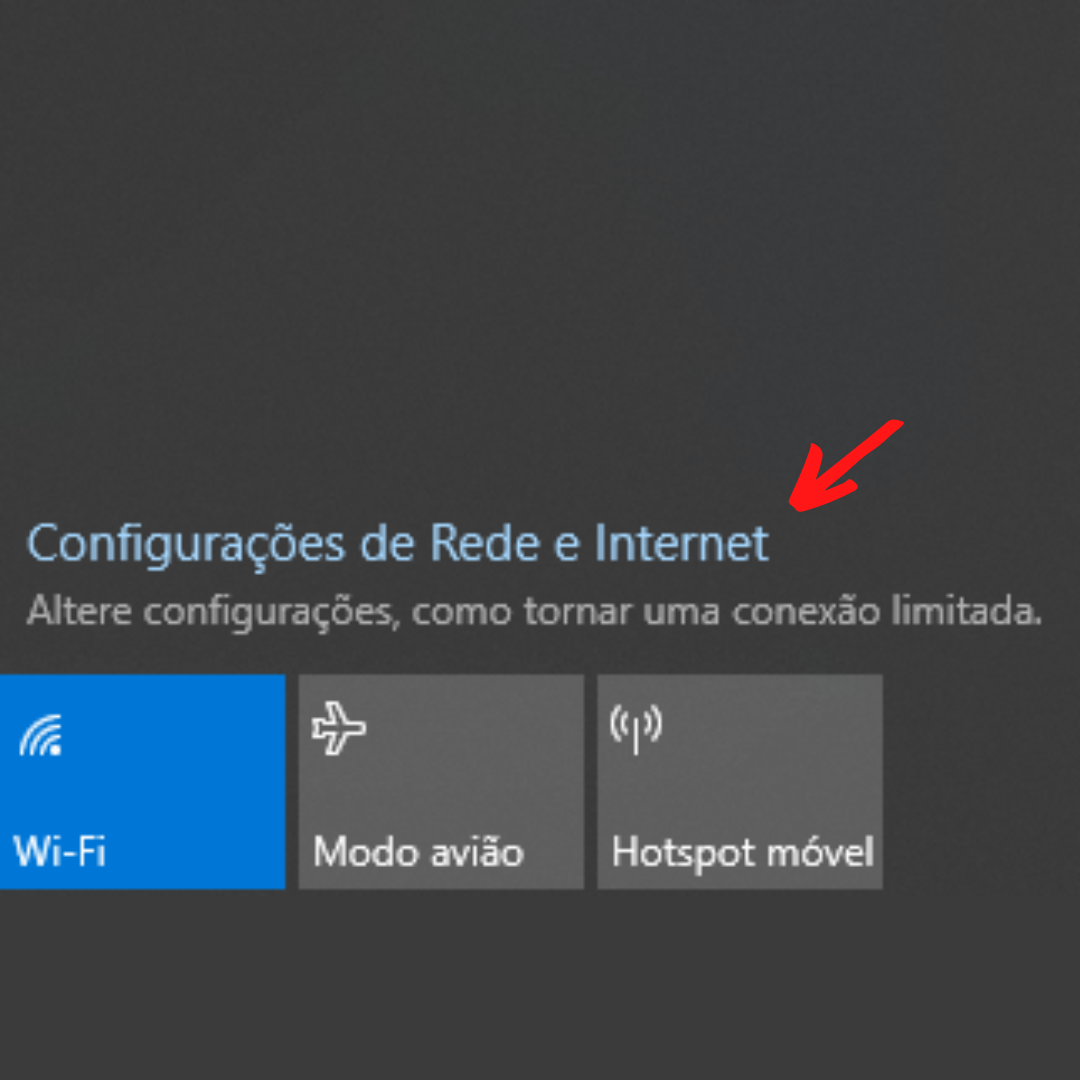 Configurações de Rede e Internet
Altere configurações, como tornar uma conexão limitada.
Wi-Fi
Modo avião
Hotspot móvel